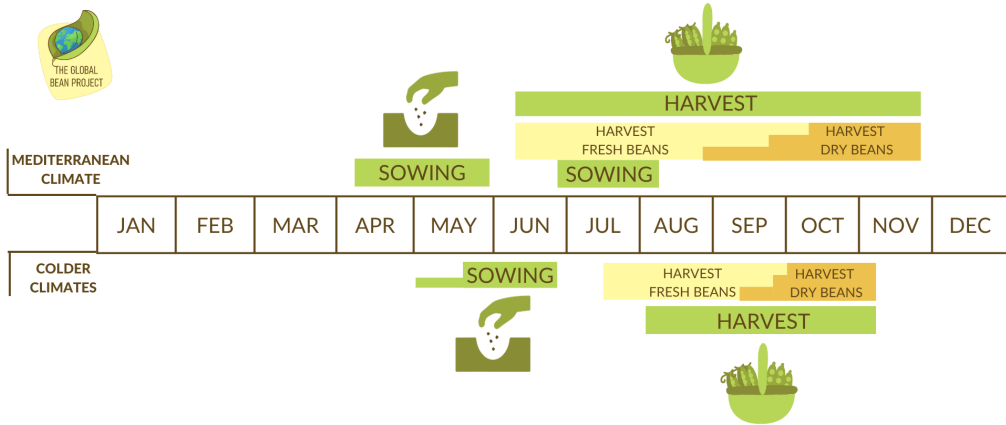 THE GLOBAL
BEAN PROJECT
HARVEST
HARVEST
FRESH BEANS
HARVEST
DRY BEANS
MEDITERRANEAN
CLIMATE
SOWING
SOWING
JAN FEB MAR APR MAY JUN JUL AUG SEP OCT NOV DEC
COLDER
CLIMATES
SOWING
HARVEST
FRESH BEANS
HARVEST
DRY BEANS
HARVEST